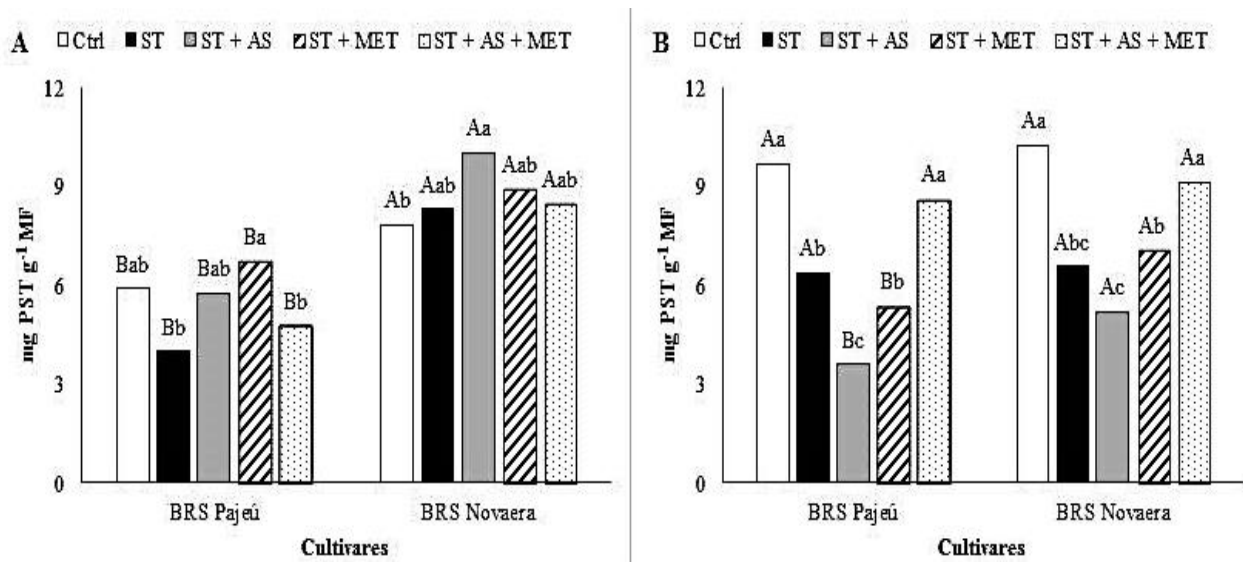 A Ctrl ST ST + AS ST + MET ST + AS + MET
mg PST g⁻¹ MF
12
9
6
3
0
Bab
Bb
Bab
Ba
Bb
Ab
Aab
Aa
Aab
Aab
BRS Pajeú
BRS Novaera
Cultivares
B Ctrl ST ST + AS ST + MET ST + AS + MET
mg PST g⁻¹ MF
12
9
6
3
0
Aa
Ab
Bc
Bb
Aa
Aa
Abc
Ac
Ab
Aa
BRS Pajeú
BRS Novaera
Cultivares